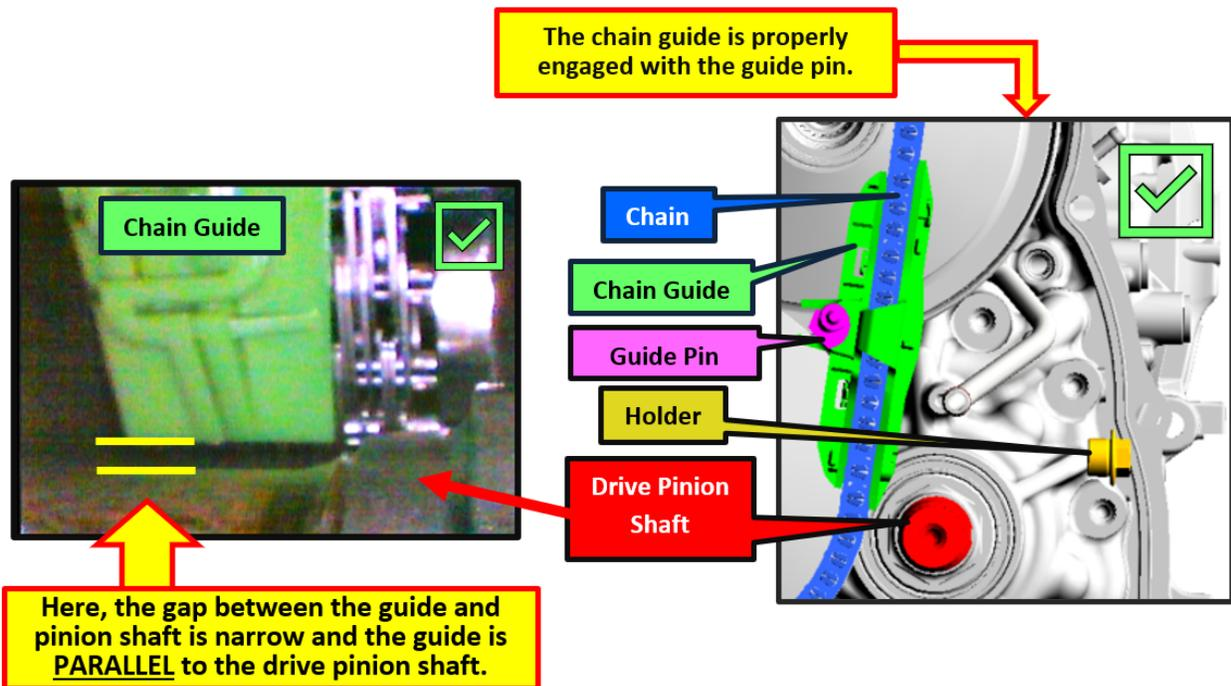 The chain guide is properly
engaged with the guide pin.
Chain Guide
Chain
Chain Guide
Guide Pin
Holder
Drive Pinion
Shaft
Here, the gap between the guide and
pinion shaft is narrow and the guide is
PARALLEL to the drive pinion shaft.